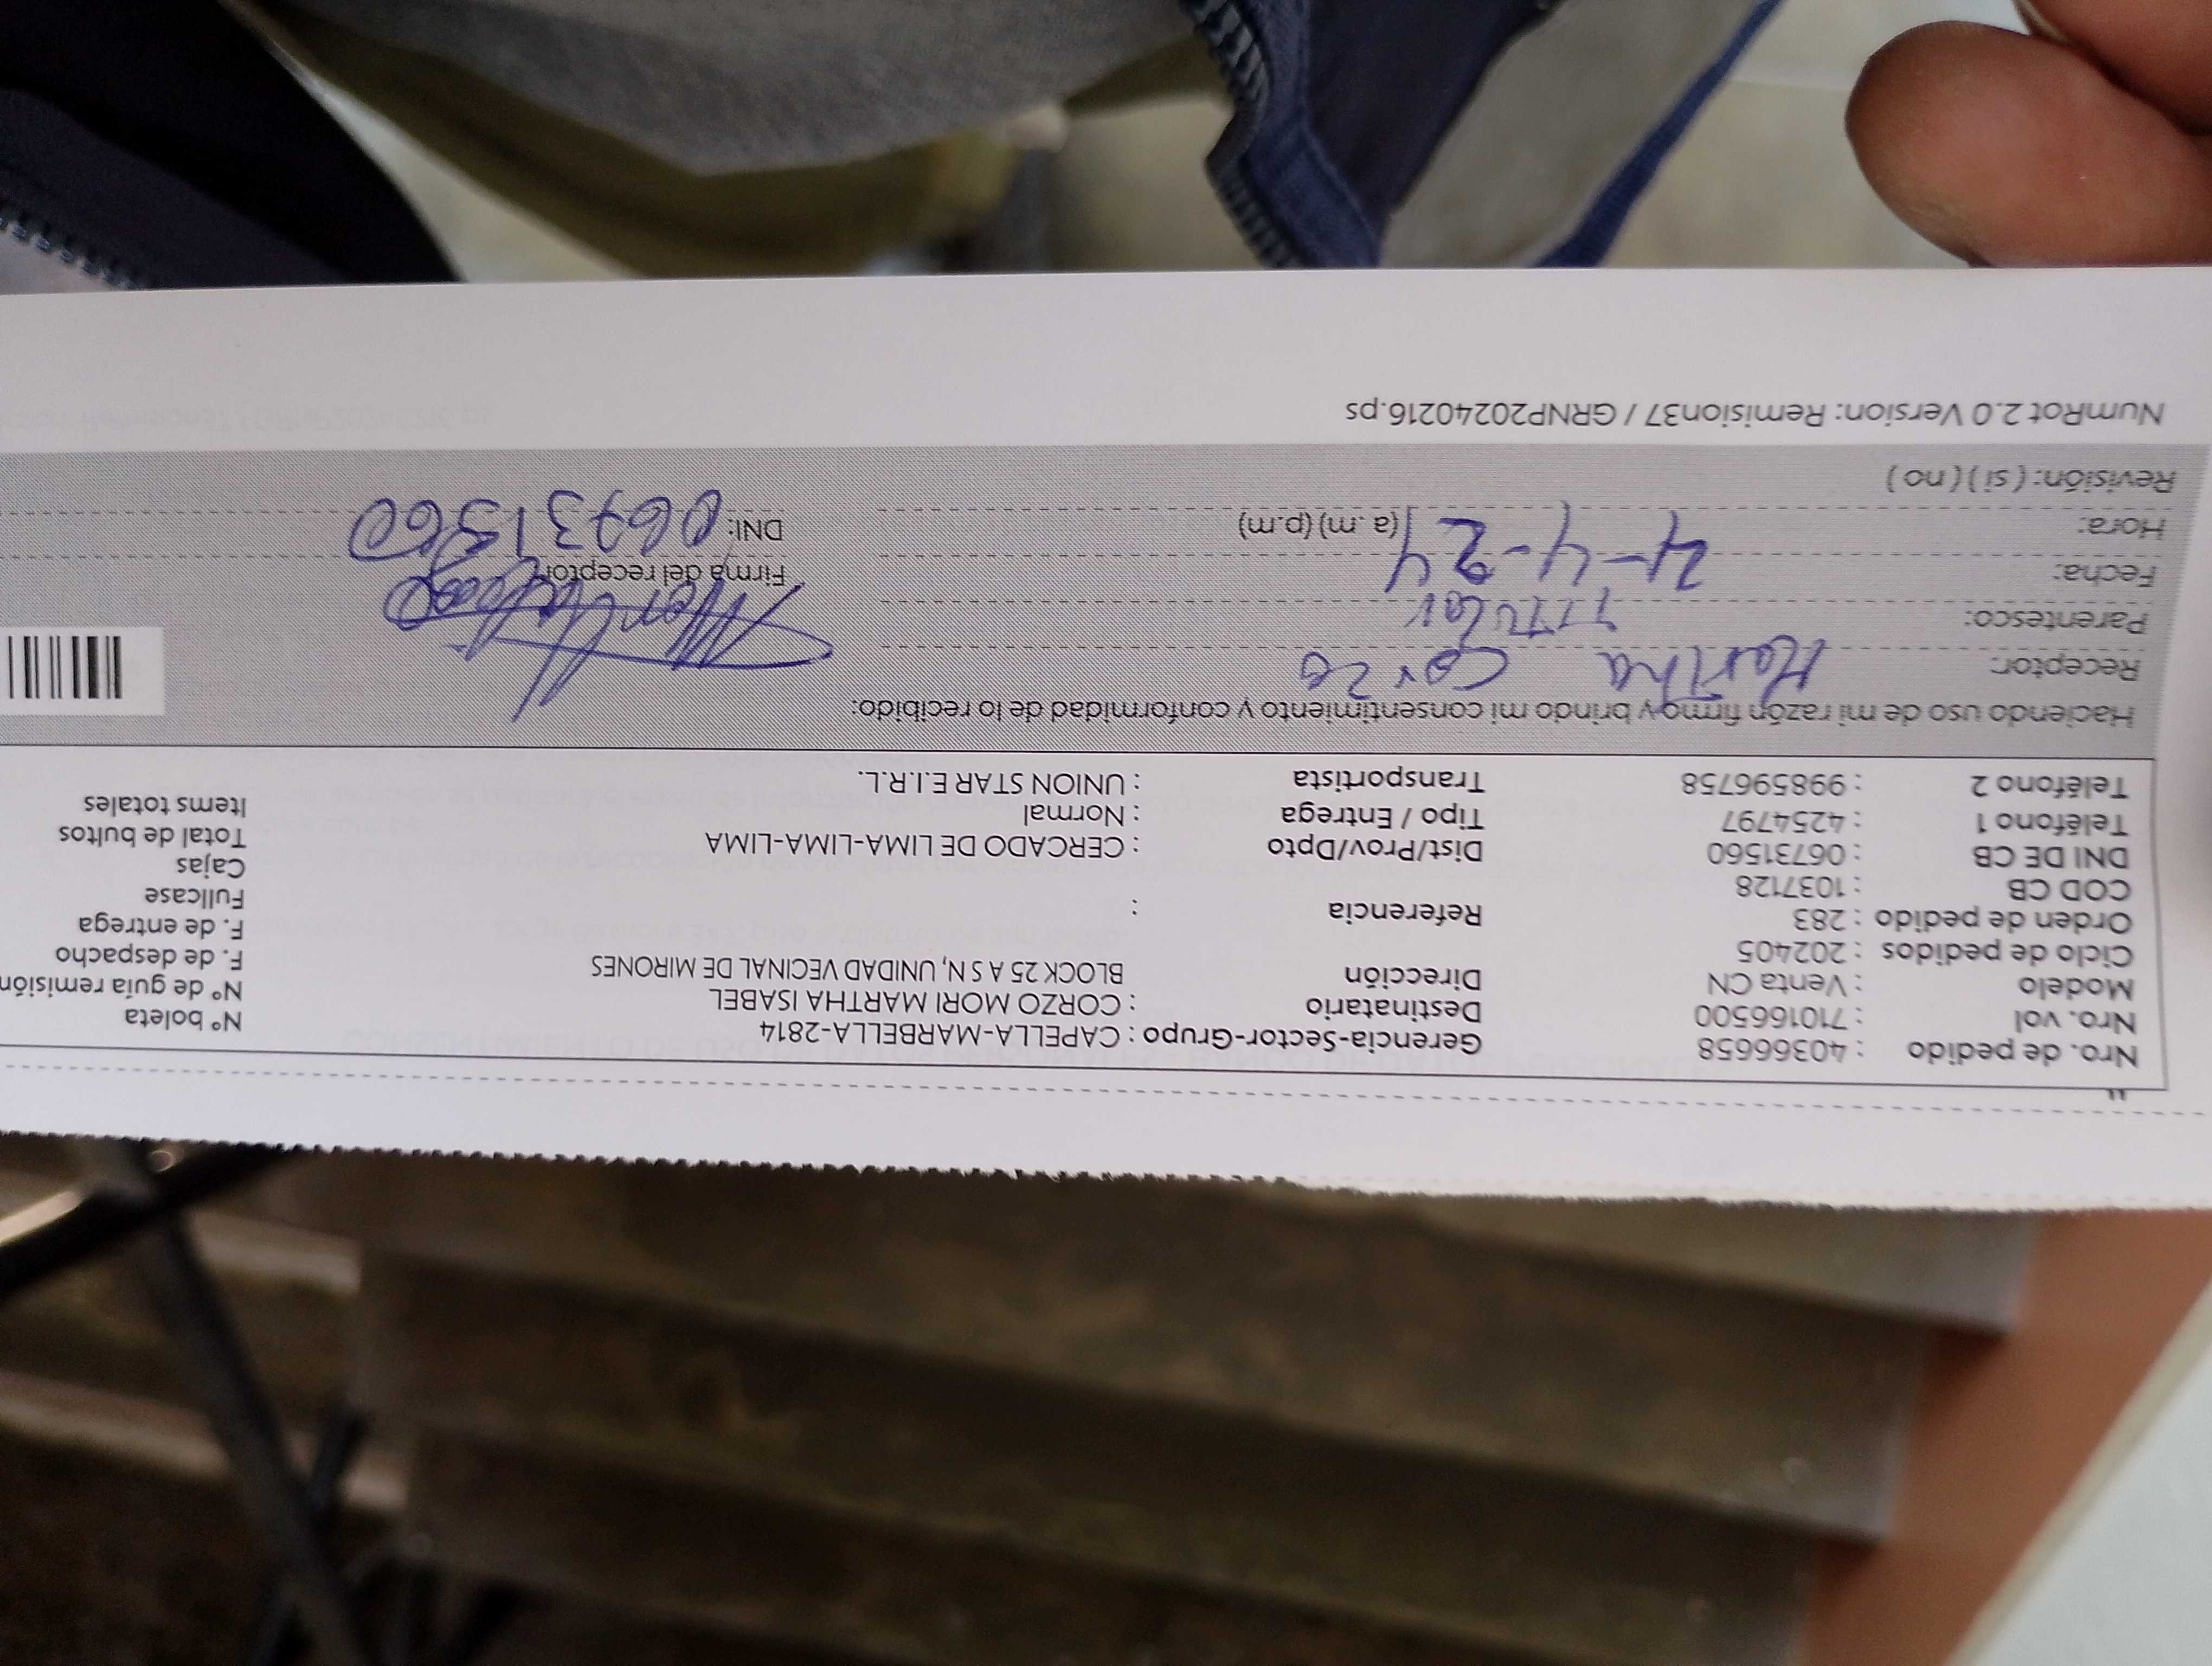 Nro. de pedido : 40366658 Gerencia-Sector-Grupo : CAPELLA-MARBELLA-2814 Nº boleta
Nro. vol : 710166500 Destinatario : CORZO MORI MARTHA ISABEL Nº de guía remisión
Modelo : Venta CN Dirección BLOCK 25 A S N, UNIDAD VECINAL DE MIRONES F. de despacho
Ciclo de pedidos : 202405 F. de entrega
Orden de pedido : 283 Referencia : Fullcase
COD CB : 1037128 Cajas
DNI DE CB : 06731560 Dist/Prov/Dpto : CERCADO DE LIMA-LIMA-LIMA Total de bultos
Teléfono 1 : 4254797 Tipo / Entrega : Normal Items totales
Teléfono 2 : 998596758 Transportista : UNION STAR E.I.R.L.
Haciendo uso de mi razón firmo y brindo mi consentimiento y conformidad de lo recibido:
Receptor: Martha Corzo
Parentesco: Titular
Fecha: 4-4-24 Firma del receptor
Hora: (a .m) (p.m) DNI: 06731560
Revisión: ( si ) ( no )
NumRot 2.0 Version: Remision37 / GRNP20240216.ps